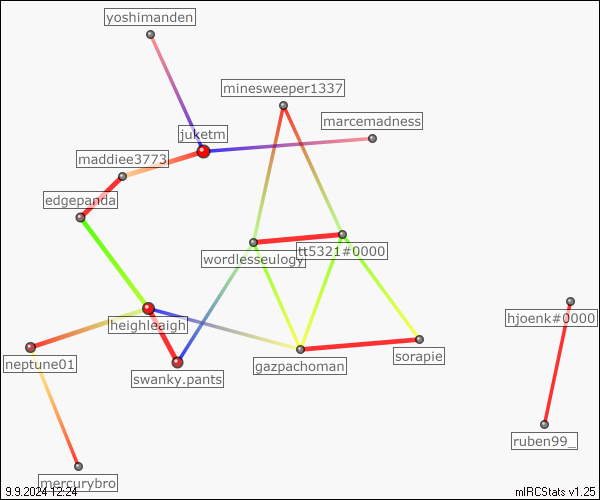 yoshimanden
minesweeper1337
marcemadness
juketm
maddiee3773
edgepanda
wordlesseulogy
tt5321#0000
hjoenk#0000
heighleaigh
neptune01
gazpachoman
sorapie
swanky.pants
ruben99_
mercurybro
9.9.2024 12:24
mIRCStats v1.25